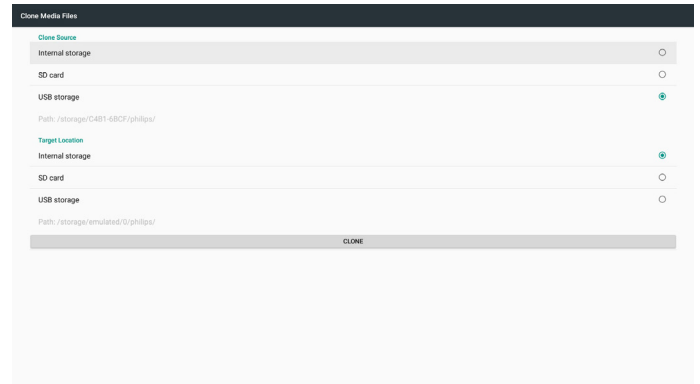 Clone Media Files
Clone Source
Internal storage
SD card
USB storage
Path: /storage/C4B1-68CF/philips/
Target Location
Internal storage
SD card
USB storage
Path: /storage/emulated/0/philips/
CLONE